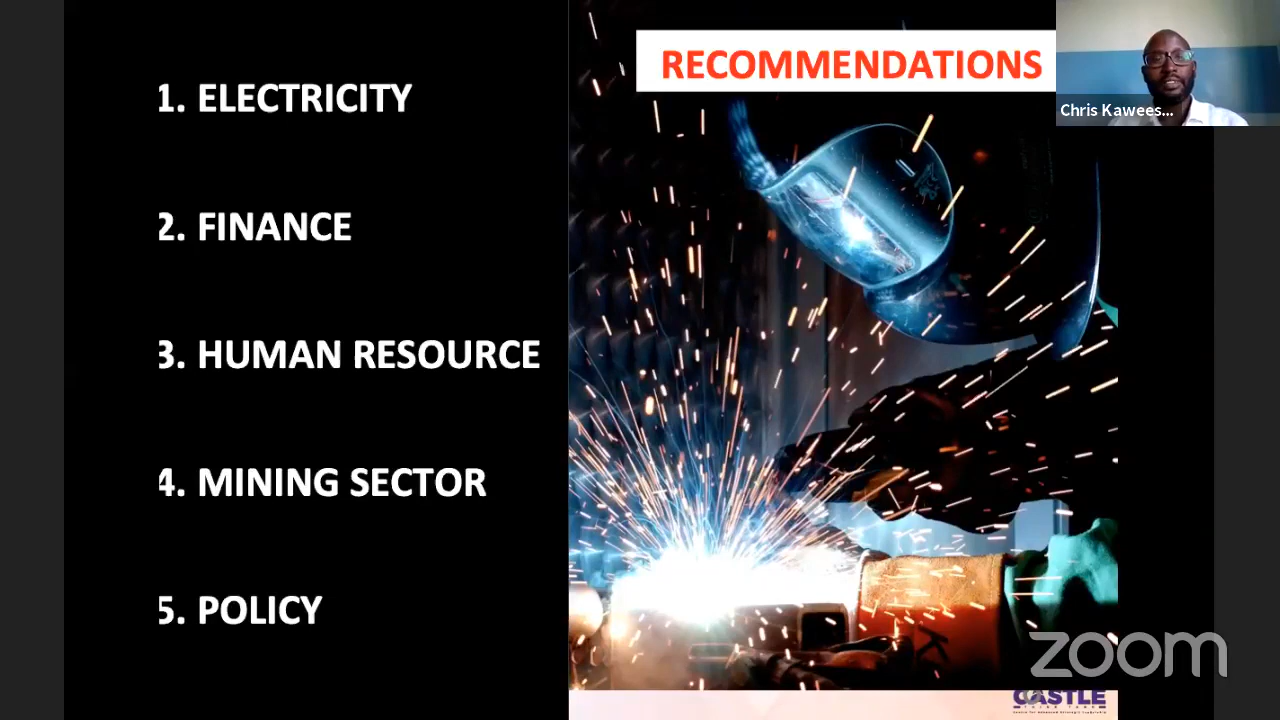 RECOMMENDATIONS
1. ELECTRICITY
2. FINANCE
3. HUMAN RESOURCE
4. MINING SECTOR
5. POLICY
Chris Kawees...
zoom
CASTLE